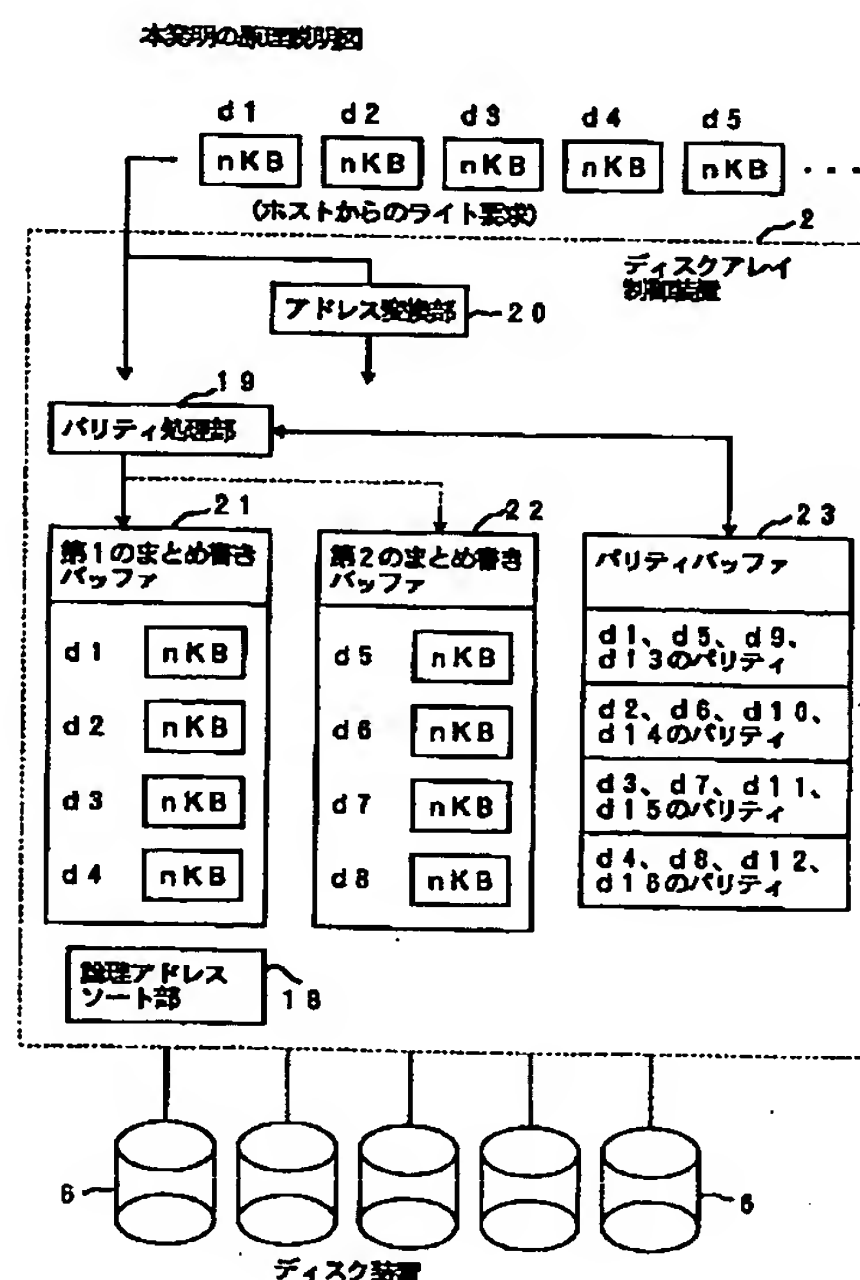 本発明の原理説明図
d1 d2 d3 d4 d5
nKB nKB nKB nKB nKB ...
(ホストからのライト要求)
2
ディスクアレイ
制御装置
アドレス変換部
20
19
パリティ処理部
21
22
23
第1のまとめ書き
バッファ
第2のまとめ書き
バッファ
パリティバッファ
d1 nKB
d2 nKB
d3 nKB
d4 nKB
d5 nKB
d6 nKB
d7 nKB
d8 nKB
d1、d5、d9、
d13のパリティ
d2、d6、d10、
d14のパリティ
d3、d7、d11、
d15のパリティ
d4、d8、d12、
d16のパリティ
論理アドレス
ソート部
18
6
6
ディスク装置